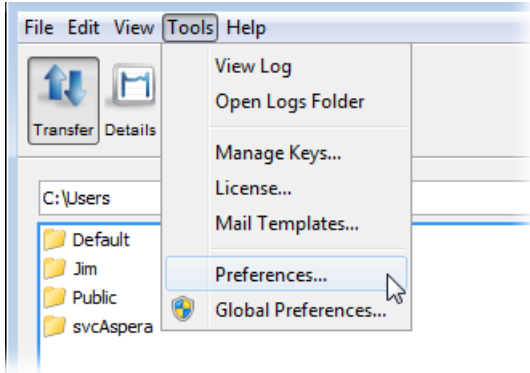 File Edit View Tools Help
View Log
Open Logs Folder
Manage Keys...
License...
Mail Templates...
Preferences...
Global Preferences...
Transfer Details
C:\Users
Default
Jim
Public
svcAspera